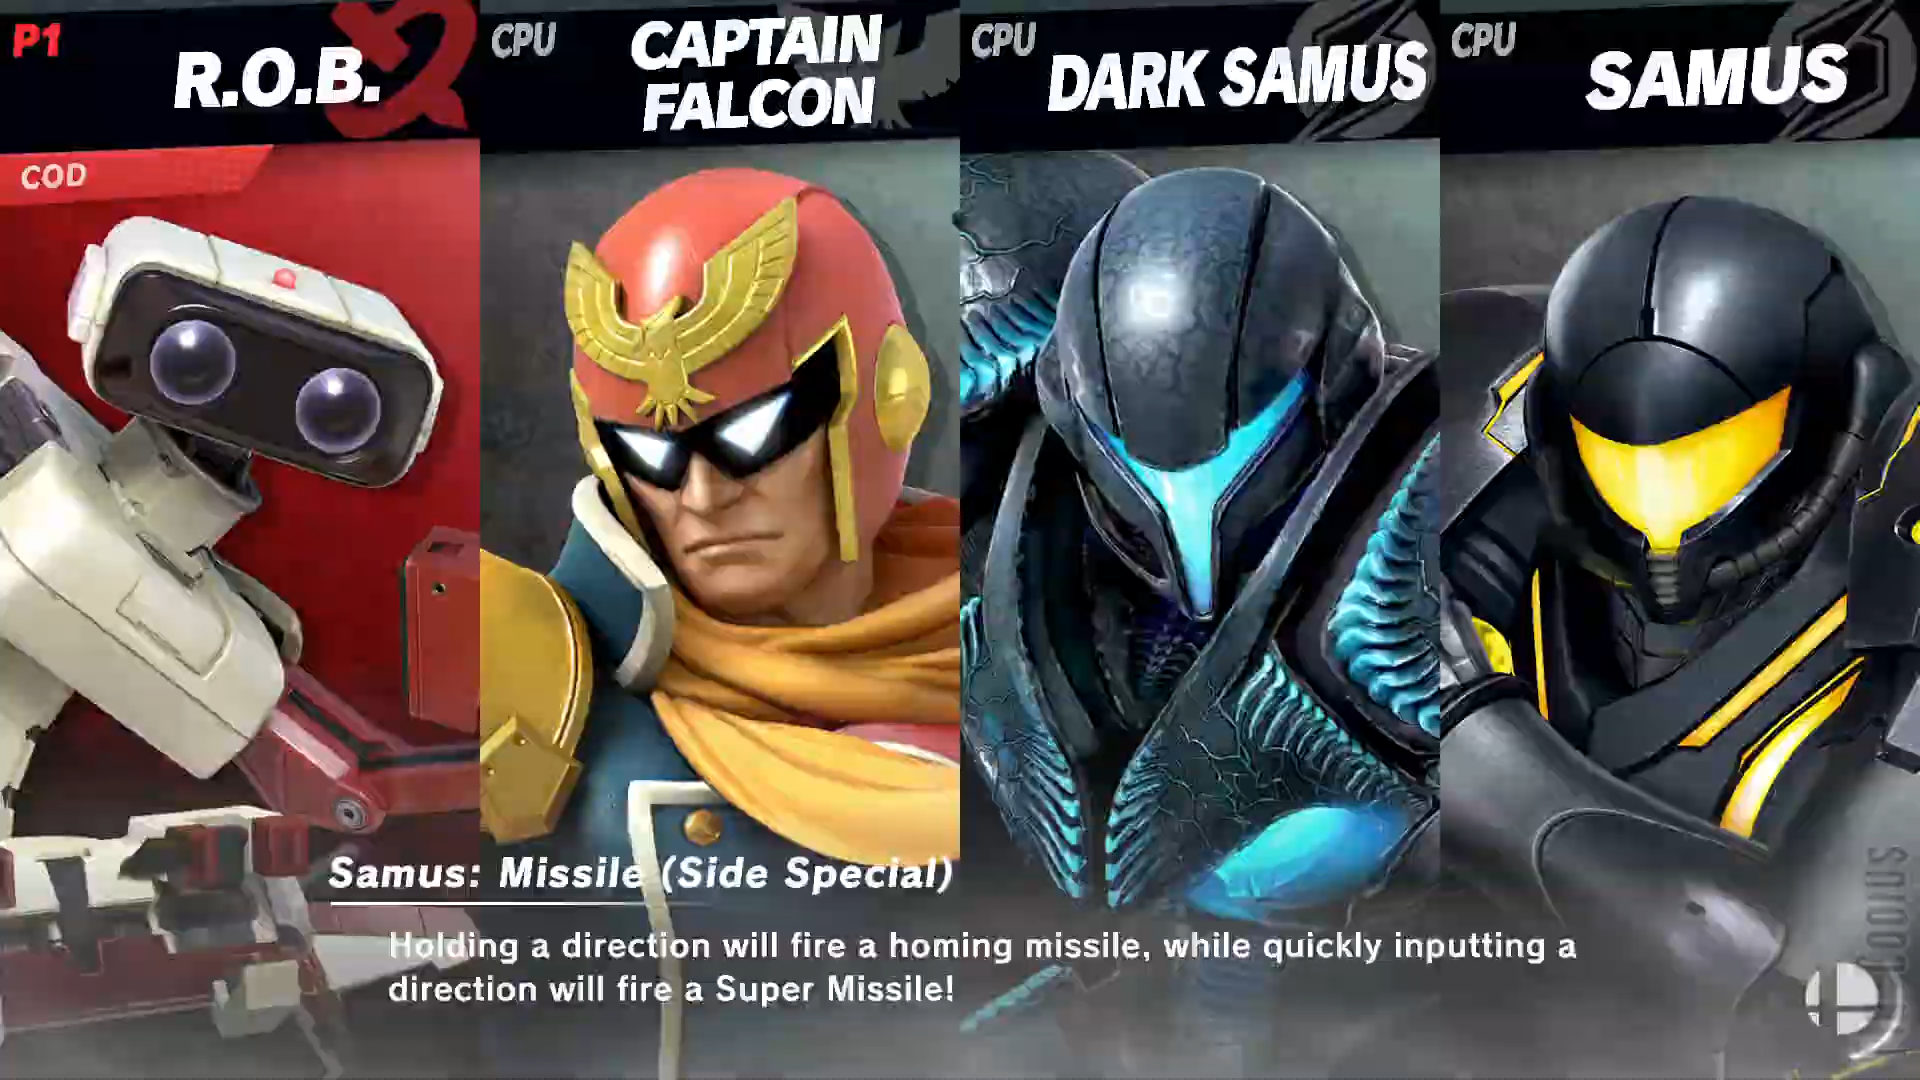 P1
R.O.B.
COD
CPU
CAPTAIN
FALCON
CPU
DARK SAMUS
CPU
SAMUS
Samus: Missile (Side Special)
Holding a direction will fire a homing missile, while quickly inputting a
direction will fire a Super Missile!